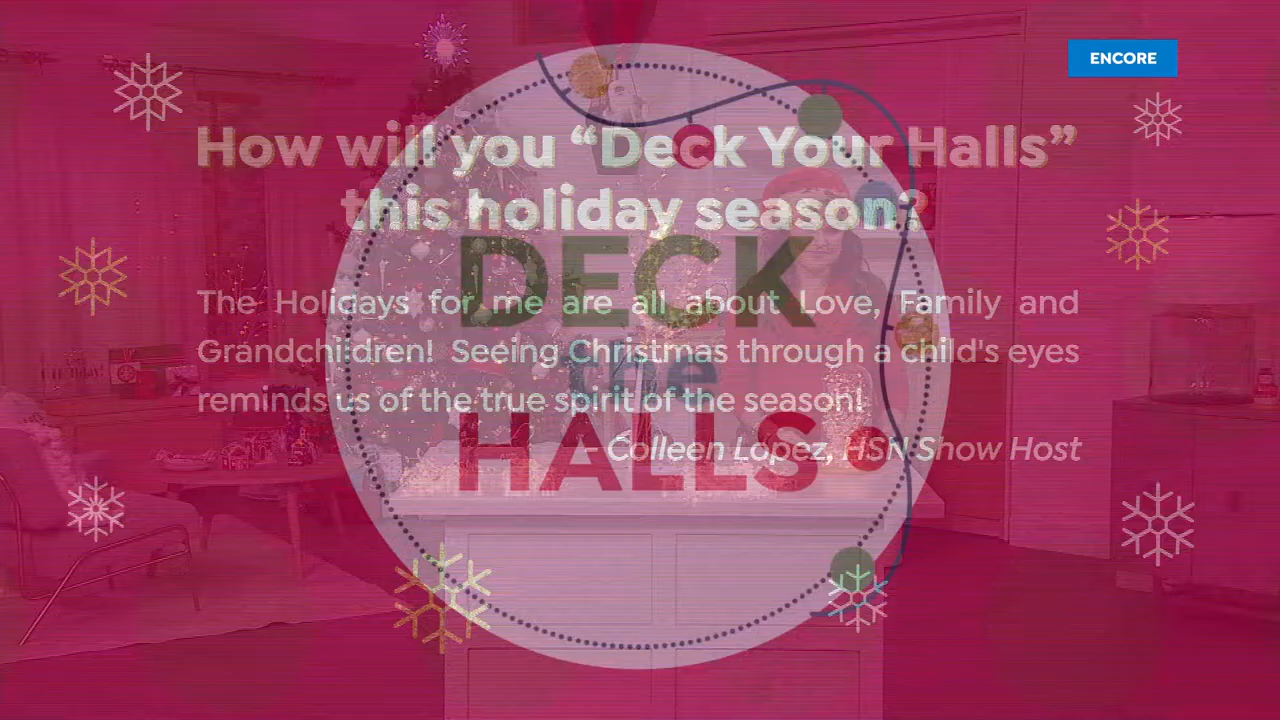 ENCORE
How will you “Deck Your Halls”
this holiday season?
DECK
the
HALLS
The Holidays for me are all about Love, Family and
Grandchildren! Seeing Christmas through a child's eyes
reminds us of the true spirit of the season!
– Colleen Lopez, HSN Show Host